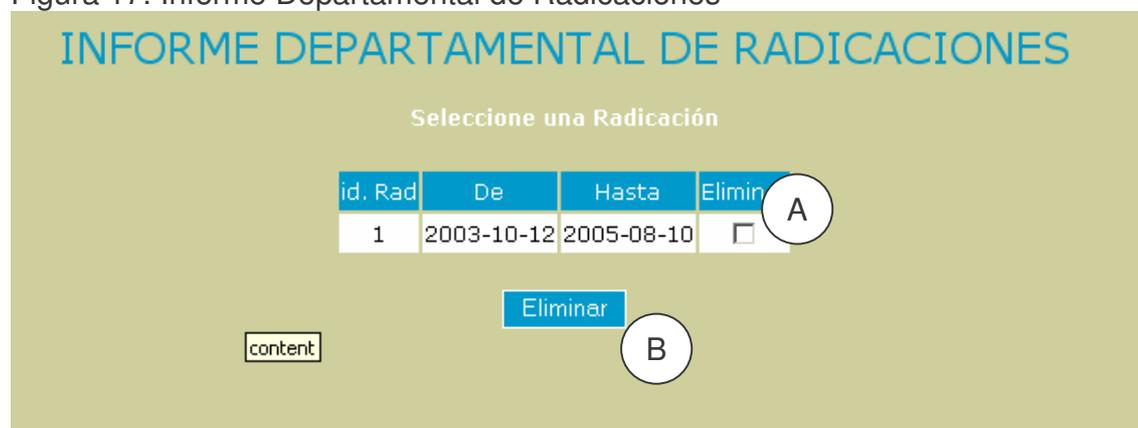 Figura 17. Informe Departamental de Radicaciones
INFORME DEPARTAMENTAL DE RADICACIONES
Seleccione una Radicación
id. Rad De Hasta Elimin
A
1 2003-10-12 2005-08-10
Eliminar
content
B